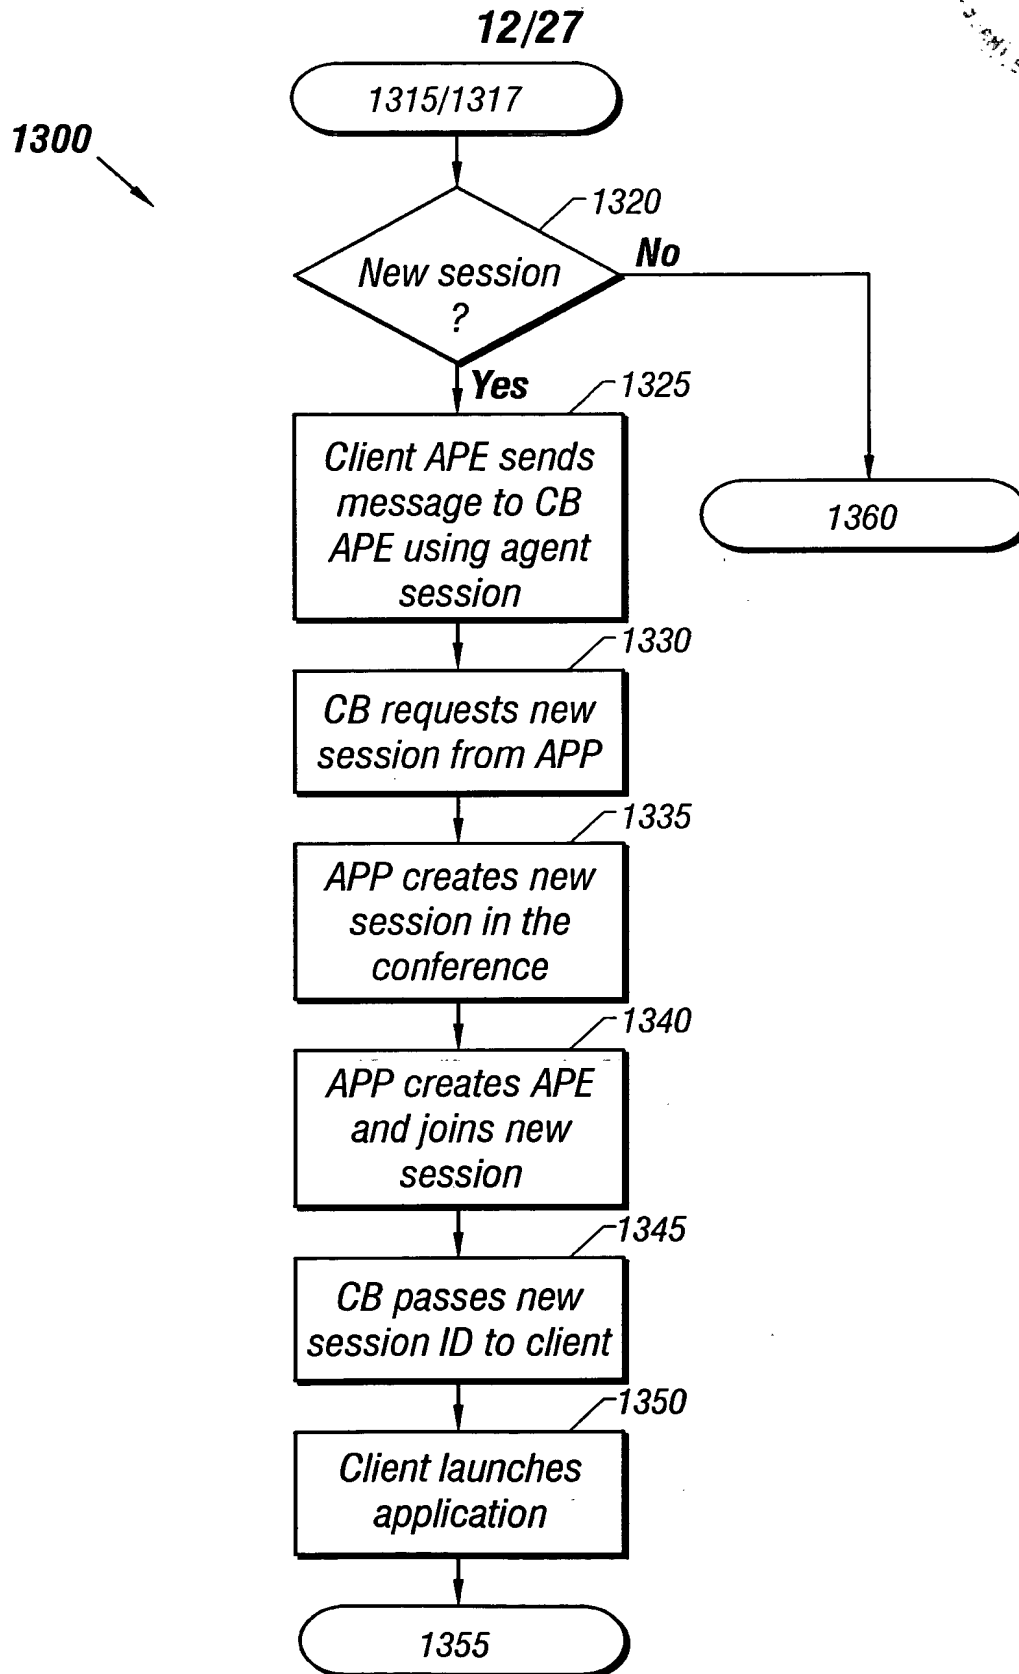 12/27
1315/1317
1300
1320
New session
?
No
Yes
1325
Client APE sends
message to CB
APE using agent
session
1360
1330
CB requests new
session from APP
1335
APP creates new
session in the
conference
1340
APP creates APE
and joins new
session
1345
CB passes new
session ID to client
1350
Client launches
application
1355